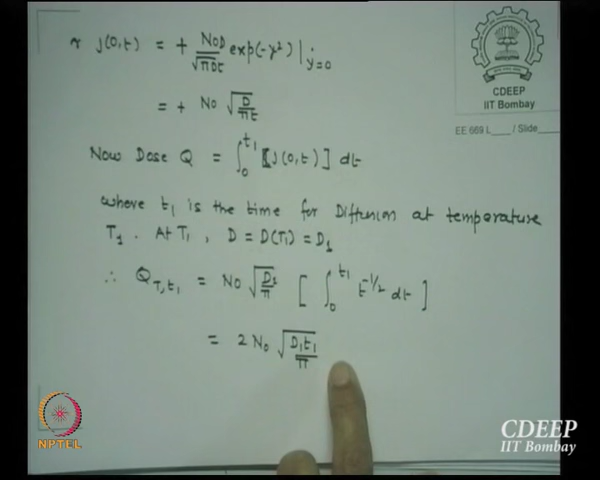 ∴ J(0,t) = + N0D/√πDt exp(-y²)|y=0
= + N0 √D/πt
CDEEP
IIT Bombay
EE 669 L___ / Slide___
Now Dose Q = ∫0^t1 [J(0,t)] dt
where t1 is the time for Diffusion at temperature
T1. At T1, D = D(T1) = D1
∴ QT,t1 = N0 √D1/π [ ∫0^t1 t^-1/2 dt ]
= 2 N0 √D1t1/π
NPTEL
CDEEP
IIT Bombay